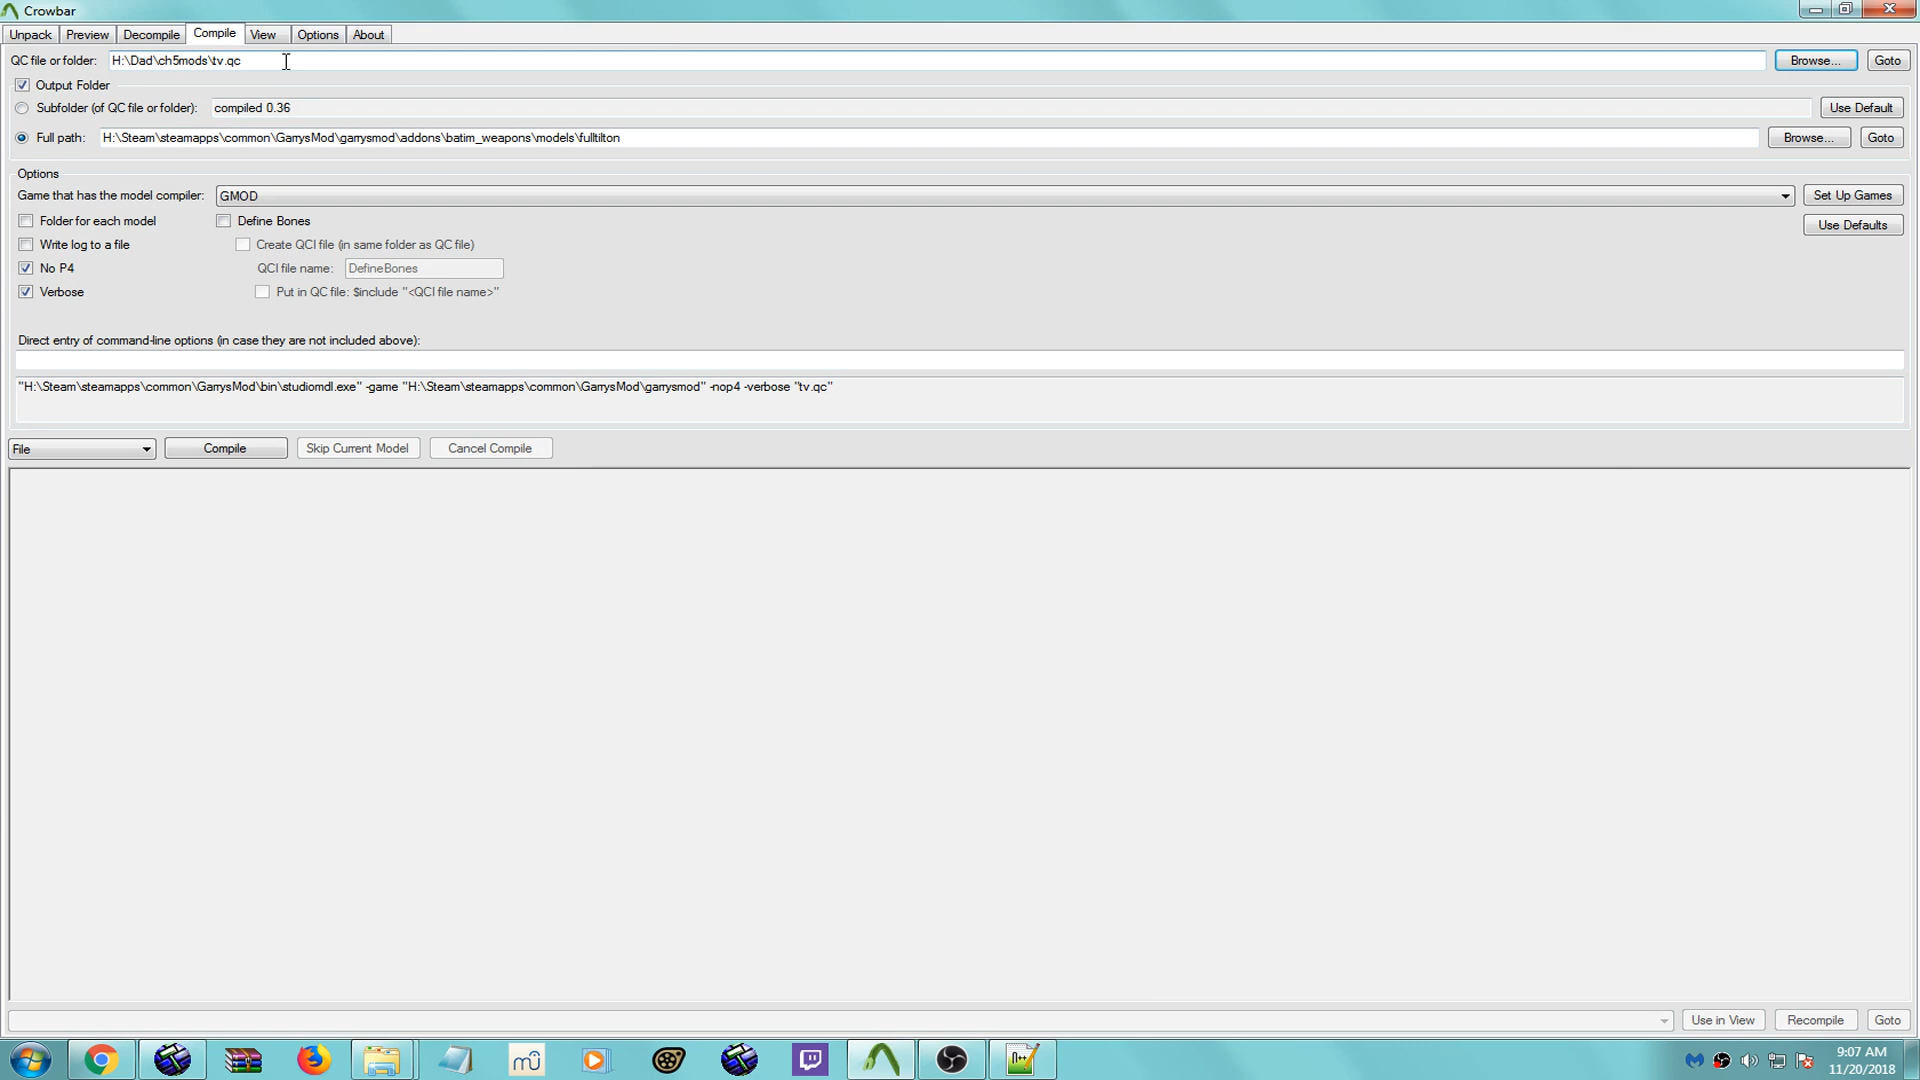 Crowbar
Unpack Preview Decompile Compile View Options About
QC file or folder: H:\Dad\ch5mods\tv.qc Browse... Goto
Output Folder
Subfolder (of QC file or folder): compiled 0.36 Use Default
Full path: H:\Steam\steamapps\common\GarrysMod\garrysmod\addons\batim_weapons\models\fulltilton Browse... Goto
Options
Game that has the model compiler: GMOD Set Up Games
Folder for each model Define Bones Use Defaults
Write log to a file Create QCI file (in same folder as QC file)
No P4 QCI file name: DefineBones
Verbose Put in QC file: $include "<QCI file name>"
Direct entry of command-line options (in case they are not included above):
"H:\Steam\steamapps\common\GarrysMod\bin\studiomdl.exe" -game "H:\Steam\steamapps\common\GarrysMod\garrysmod" -nop4 -verbose "tv.qc"
File Compile Skip Current Model Cancel Compile
Use in View Recompile Goto
9:07 AM
11/20/2018